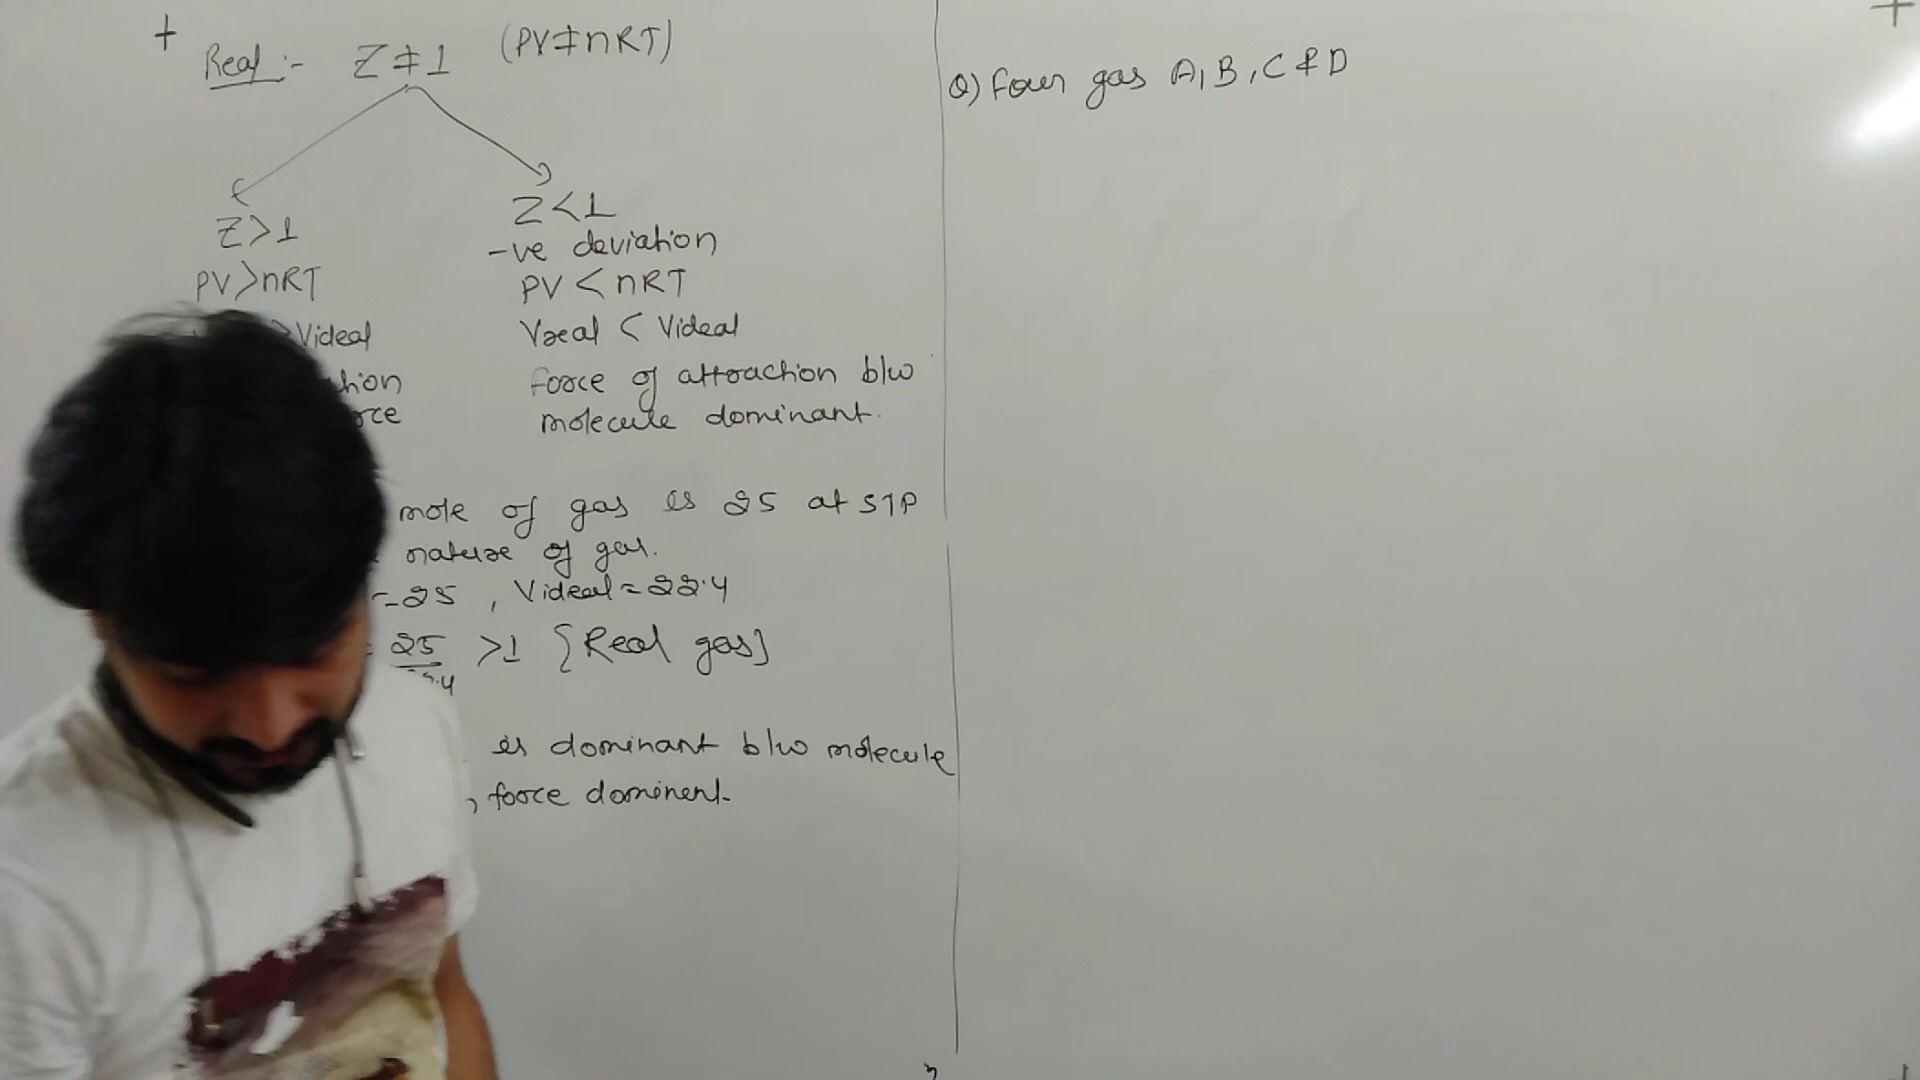 Real :- Z ≠ 1 (PV ≠ nRT)
Z > 1
PV > nRT
> Videal
Z < 1
-ve deviation
PV < nRT
Vreal < Videal
force of attraction b/w
molecule dominant.
mole of gas is 25 at STP
nature of gas.
= 25 , Videal = 22.4
25 > 1 {Real gas}
is dominant b/w molecule
, force dominent.
Q) Four gas A, B, C & D